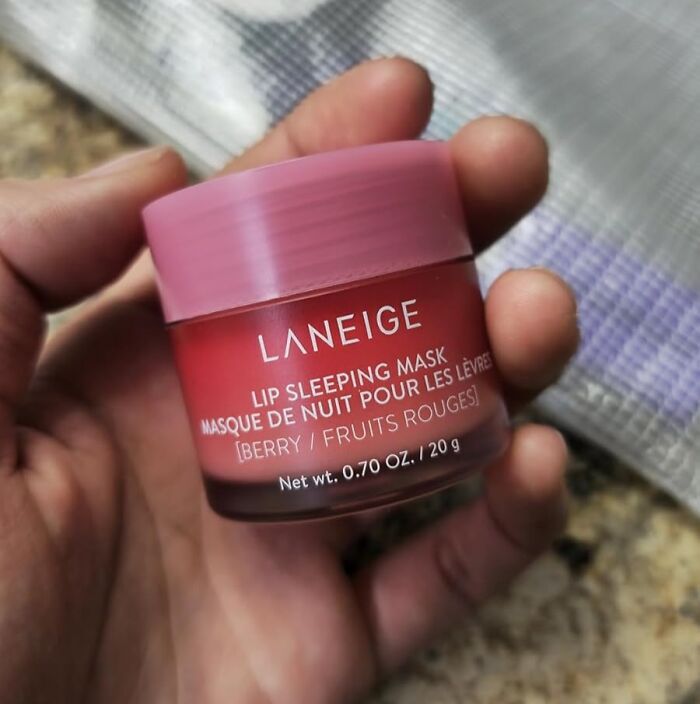 LANEIGE
LIP SLEEPING MASK
MASQUE DE NUIT POUR LES LÈVRES
[BERRY / FRUITS ROUGES]
Net wt. 0.70 OZ. / 20 g